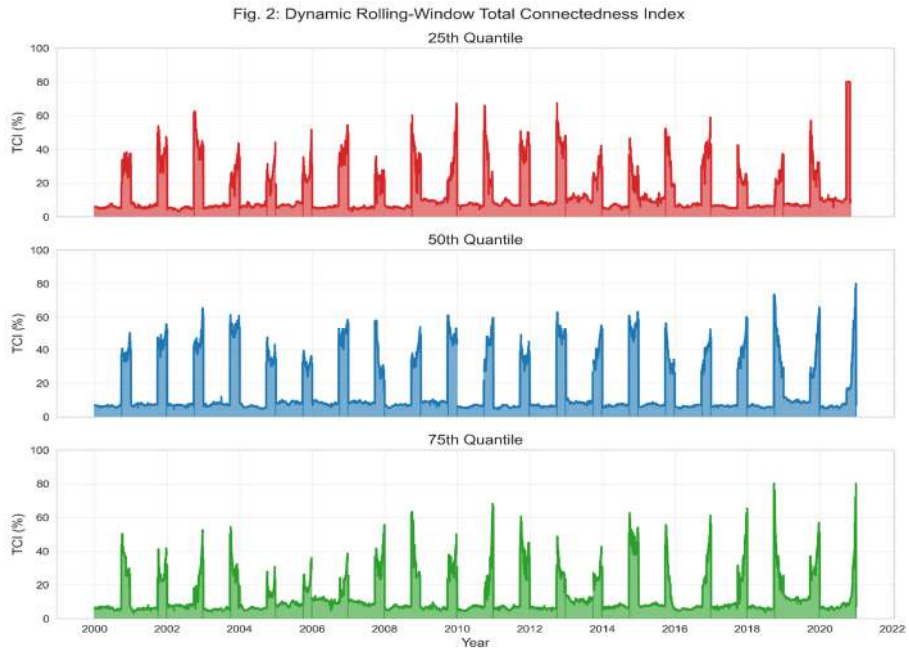 Fig. 2: Dynamic Rolling-Window Total Connectedness Index
25th Quantile
100
80
60
40
20
0
TCI (%)
50th Quantile
100
80
60
40
20
0
TCI (%)
75th Quantile
100
80
60
40
20
0
TCI (%)
2000 2002 2004 2006 2008 2010 2012 2014 2016 2018 2020 2022
Year